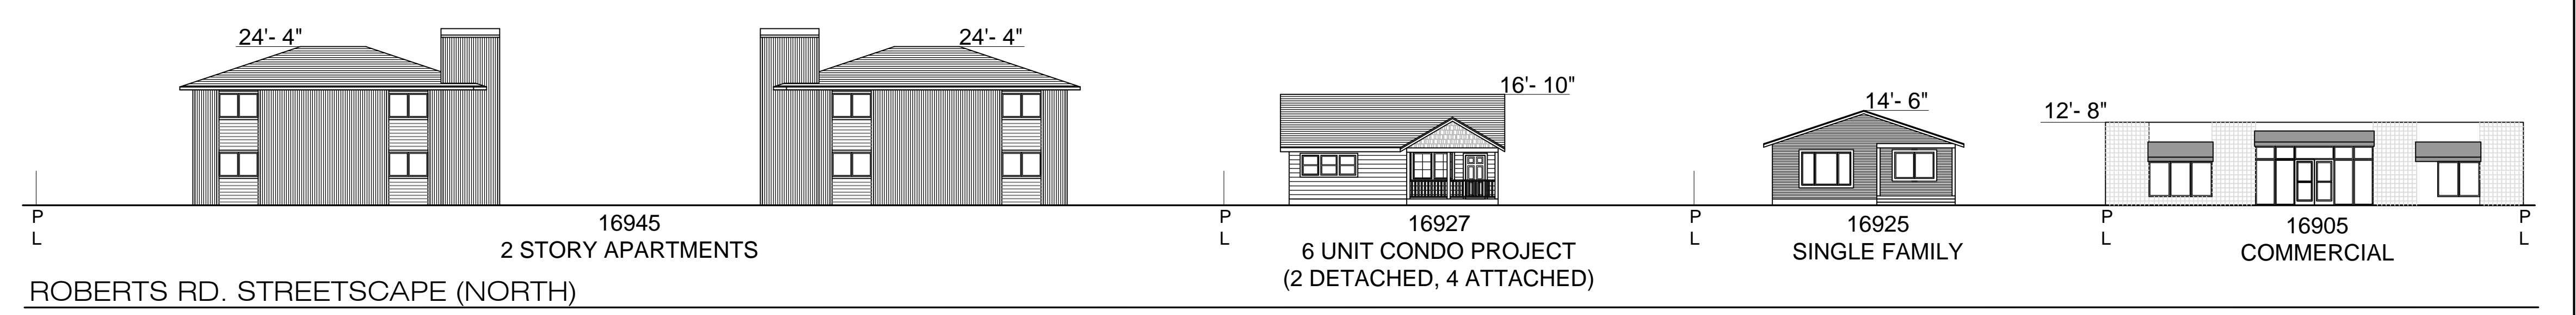 24'- 4"
24'- 4"
16'- 10"
14'- 6"
12'- 8"
P
L
16945
2 STORY APARTMENTS
P
L
16927
6 UNIT CONDO PROJECT
(2 DETACHED, 4 ATTACHED)
P
L
16925
SINGLE FAMILY
P
L
16905
COMMERCIAL
P
L
ROBERTS RD. STREETSCAPE (NORTH)